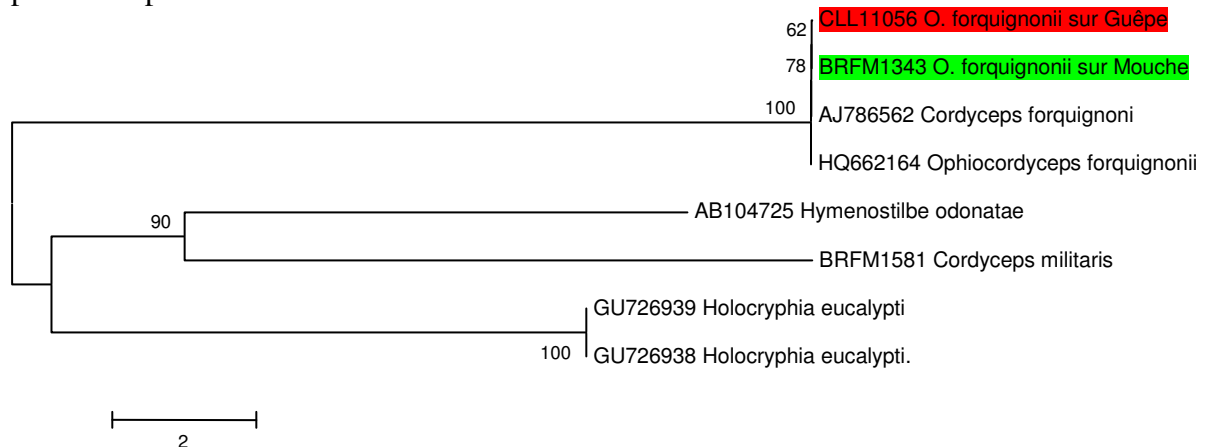 62
CLL11056 O. forquignonii sur Guêpe
78
BRFM1343 O. forquignonii sur Mouche
100
AJ786562 Cordyceps forquignoni
HQ662164 Ophiocordyceps forquignonii
90
AB104725 Hymenostilbe odonatae
BRFM1581 Cordyceps militaris
GU726939 Holocryphia eucalypti
100
GU726938 Holocryphia eucalypti.
2